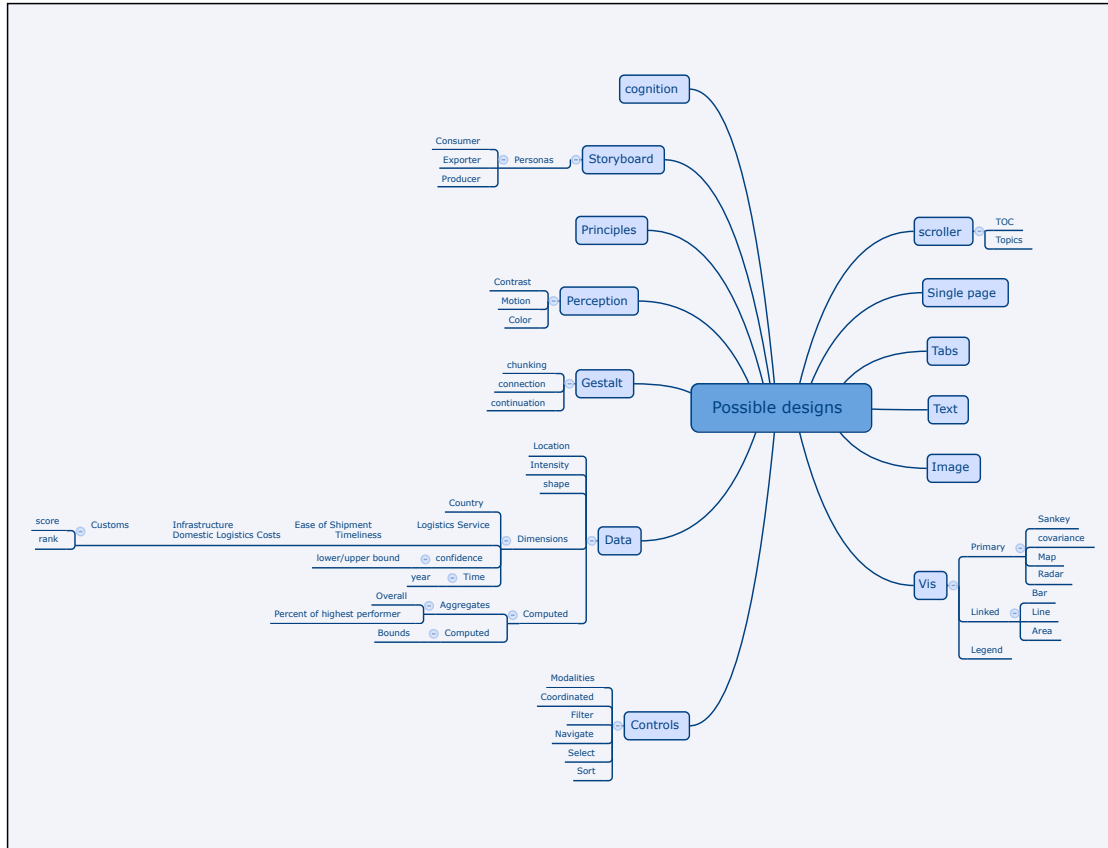 cognition
Consumer
Exporter
Producer
Personas
Storyboard
Principles
Contrast
Motion
Color
Perception
chunking
connection
continuation
Gestalt
Possible designs
scroller
TOC
Topics
Single page
Tabs
Text
Image
Location
Intensity
shape
Country
score
rank
Customs
Infrastructure
Ease of Shipment
Logistics Service
Domestic Logistics Costs
Timeliness
Dimensions
Data
lower/upper bound
confidence
year
Time
Overall
Percent of highest performer
Aggregates
Bounds
Computed
Computed
Vis
Primary
Sankey
covariance
Map
Radar
Linked
Bar
Line
Area
Legend
Modalities
Coordinated
Filter
Navigate
Select
Sort
Controls